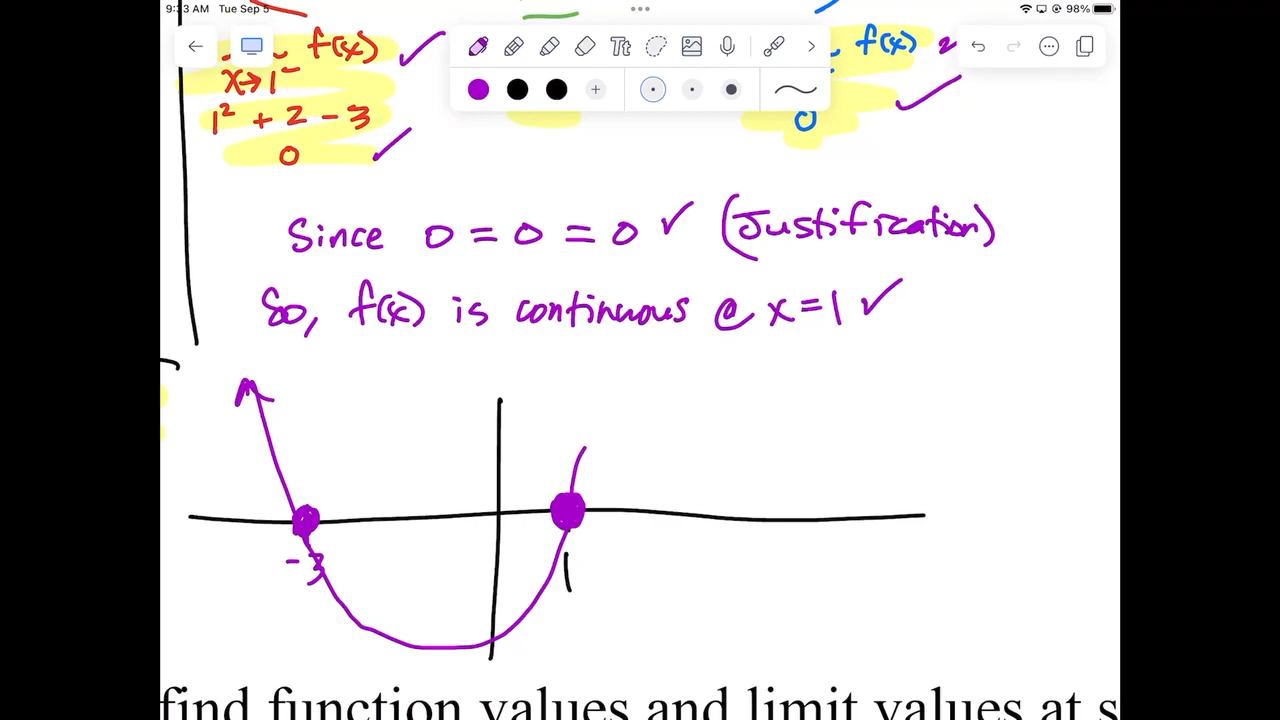 9:33 AM Tue Sep 5
98%
f(x) ✓
f(x)
x→1⁻
Tt
1² + 2 - 3
0 ✓
0 ✓
Since 0 = 0 = 0 ✓ (Justification)
So, f(x) is continuous @ x=1 ✓
-3
1
find function values and limit values at s